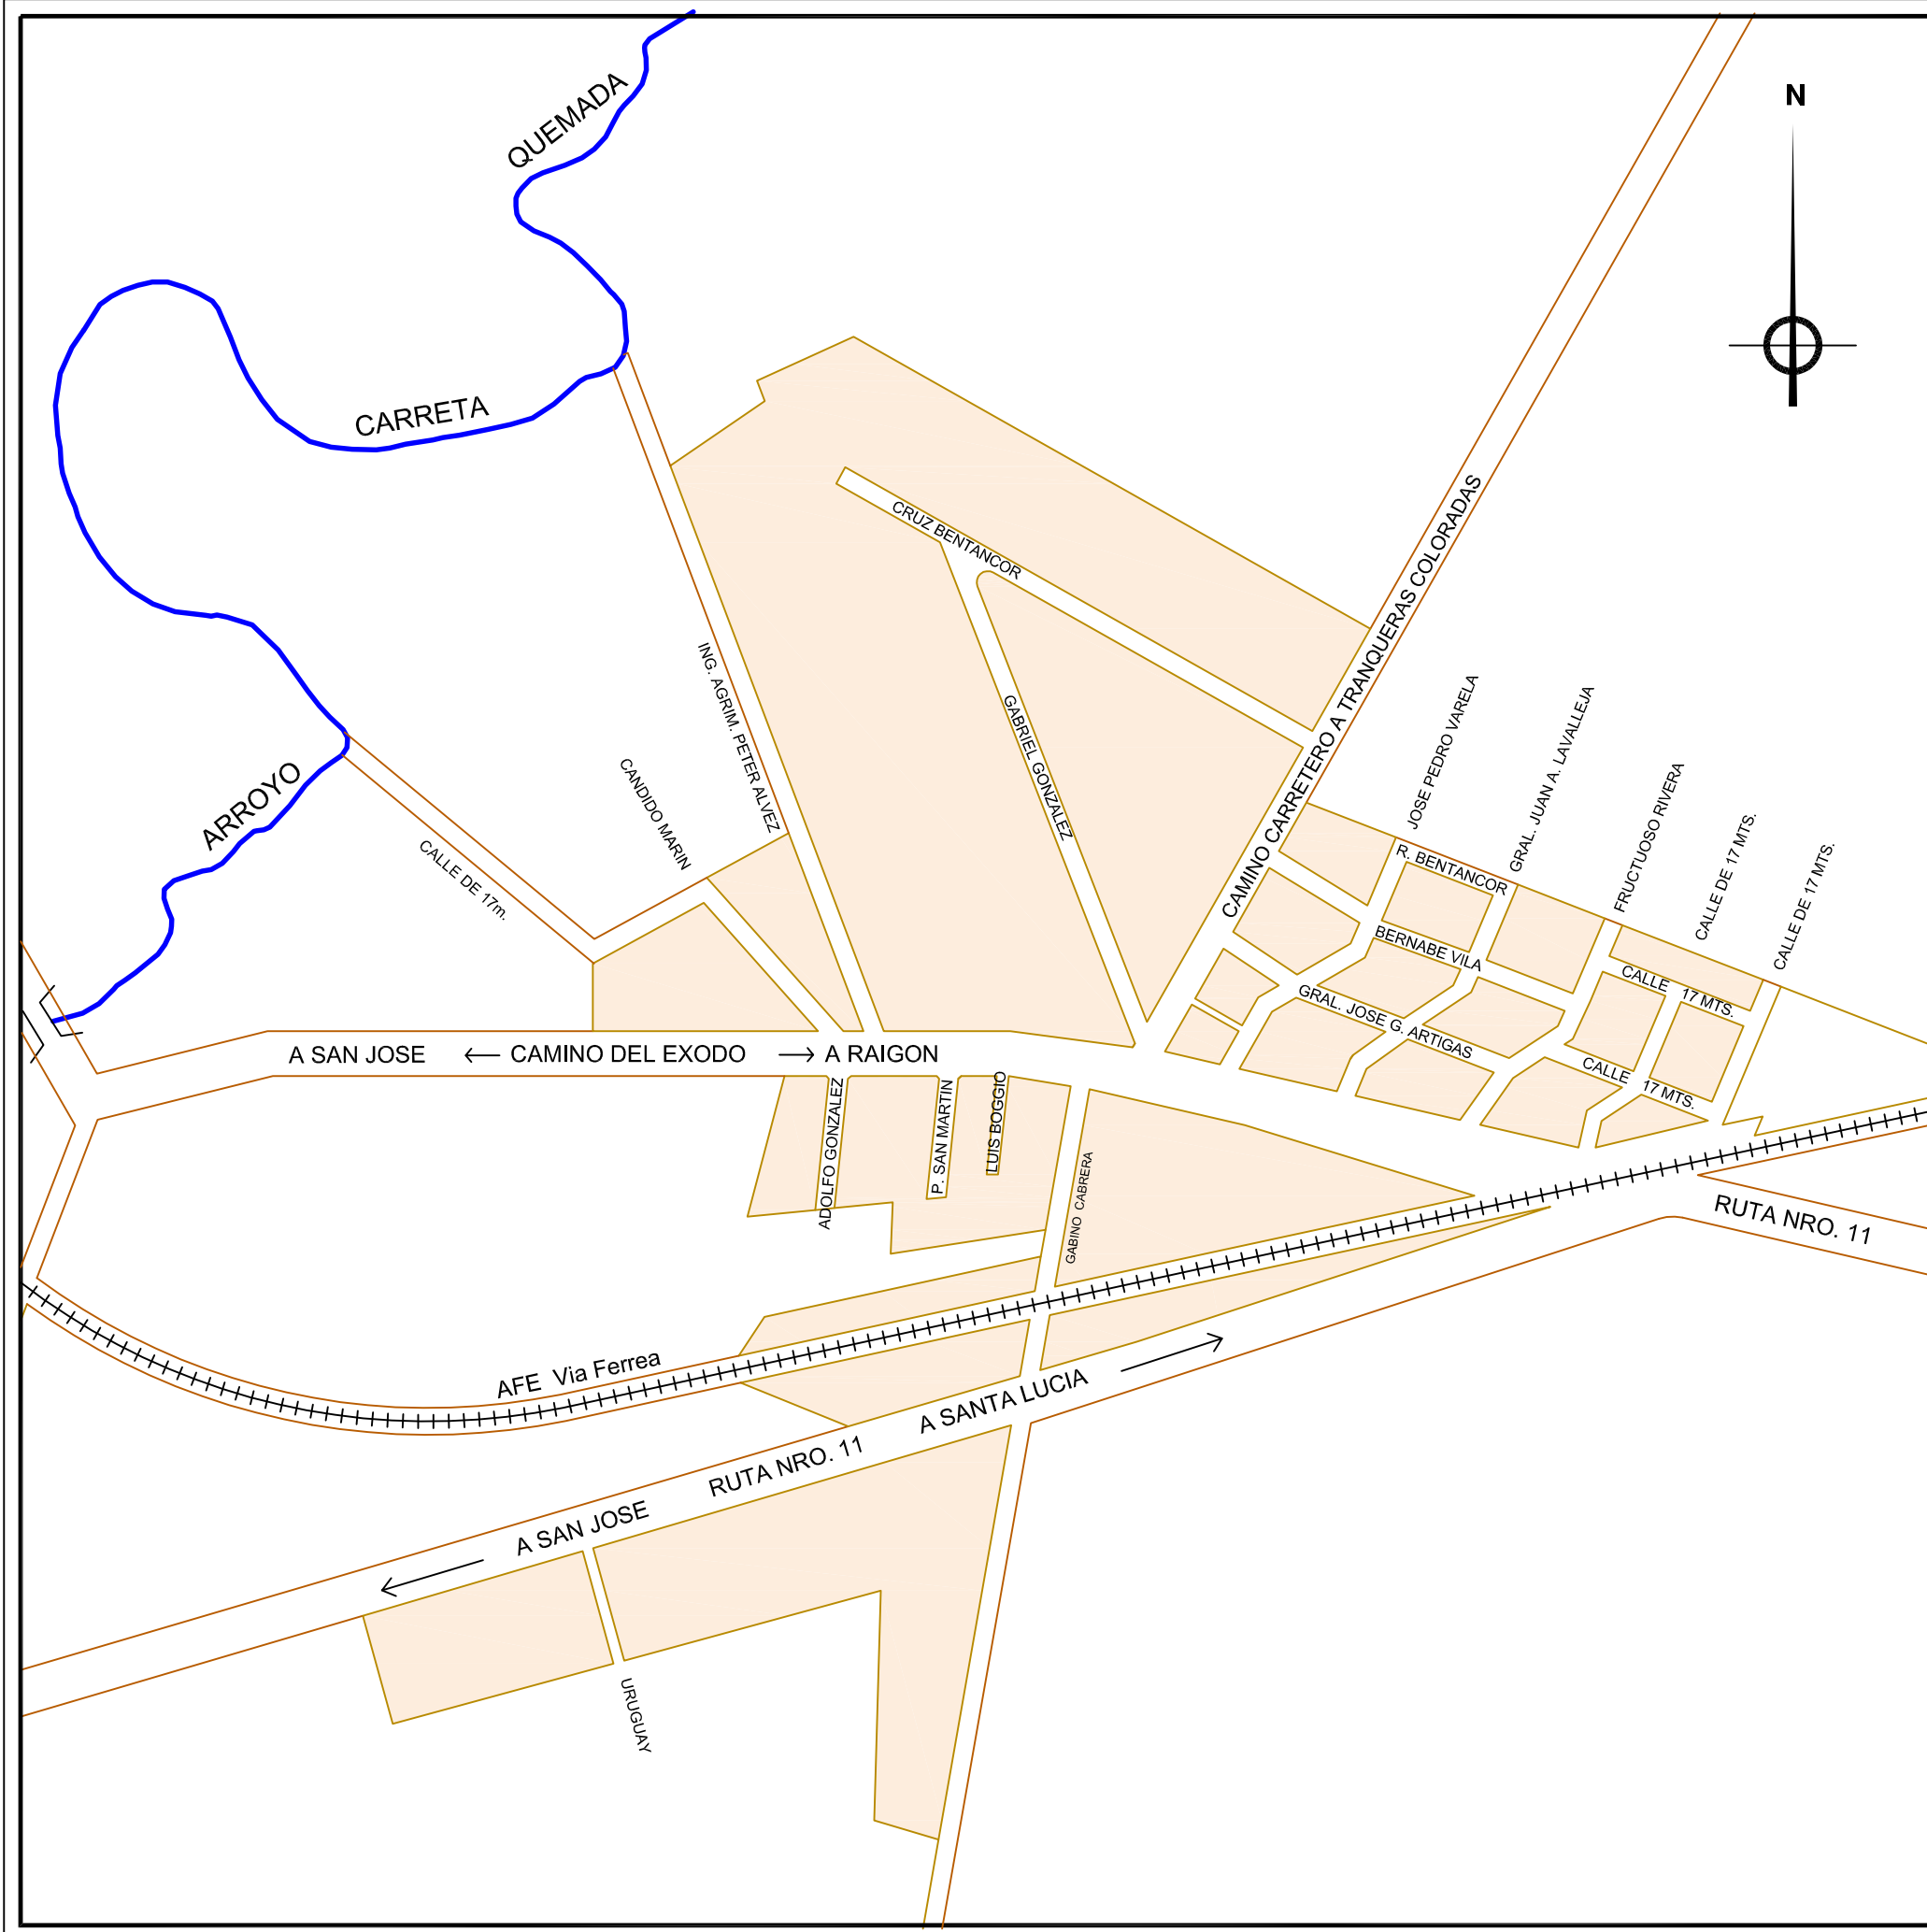 QUEMADA
N
CARRETA
CRUZ BENTANCOR
CAMINO CARRETERO A TRANQUERAS COLORADAS
ING. AGRIM. PETER ALVEZ
GABRIEL GONZALEZ
JOSE PEDRO VARELA
GRAL. JUAN A. LAVALLEJA
FRUCTUOSO RIVERA
CALLE DE 17 MTS.
CALLE DE 17 MTS.
ARROYO
CANDIDO MARIN
CALLE DE 17m.
R. BENTANCOR
BERNABE VILA
CALLE 17 MTS.
GRAL. JOSE G. ARTIGAS
CALLE 17 MTS.
A SAN JOSE ← CAMINO DEL EXODO → A RAIGON
ADOLFO GONZALEZ
P. SAN MARTIN
LUIS BOGGIO
GABINO CABRERA
RUTA NRO. 11
AFE Via Ferrea
A SANTA LUCIA
RUTA NRO. 11
A SAN JOSE
URUGUAY